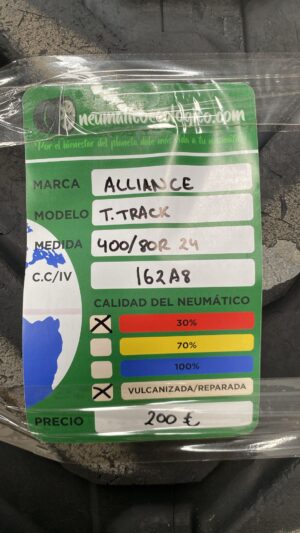 neumaticoecologico.com
Por el bienestar del planeta dale una vida a tu neumático
MARCA ALLIANCE
MODELO T.TRACK
MEDIDA 400/80R 24
C.C/IV 162A8
CALIDAD DEL NEUMÁTICO
30%
70%
100%
VULCANIZADA/REPARADA
PRECIO 200 €